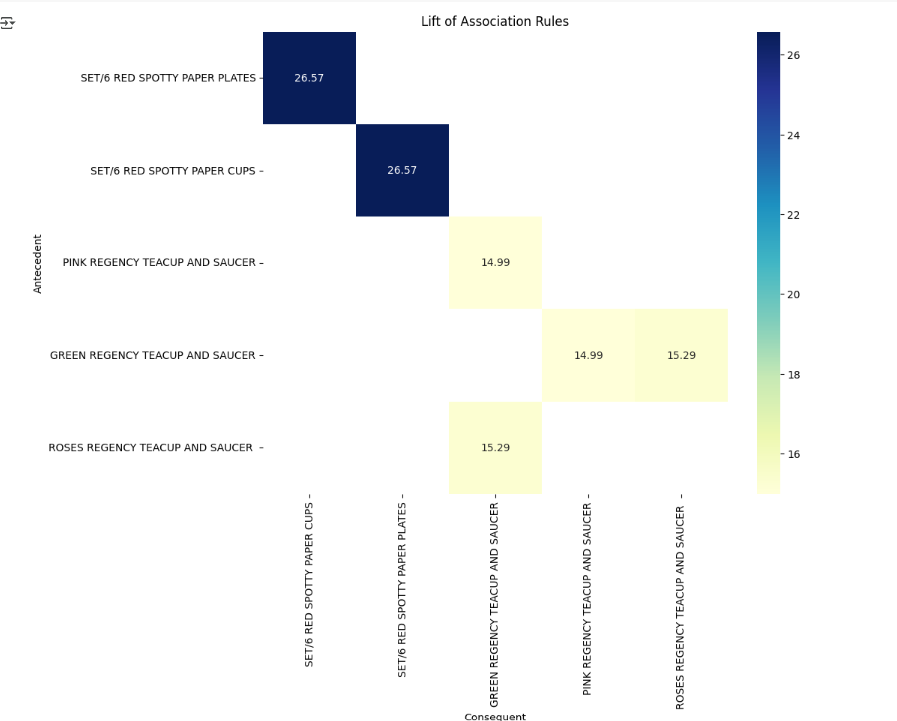 Lift of Association Rules
SET/6 RED SPOTTY PAPER PLATES
26.57
SET/6 RED SPOTTY PAPER CUPS
26.57
PINK REGENCY TEACUP AND SAUCER
14.99
GREEN REGENCY TEACUP AND SAUCER
14.99
15.29
ROSES REGENCY TEACUP AND SAUCER
15.29
Antecedent
SET/6 RED SPOTTY PAPER CUPS
SET/6 RED SPOTTY PAPER PLATES
GREEN REGENCY TEACUP AND SAUCER
PINK REGENCY TEACUP AND SAUCER
ROSES REGENCY TEACUP AND SAUCER
Consequent
26
24
22
20
18
16